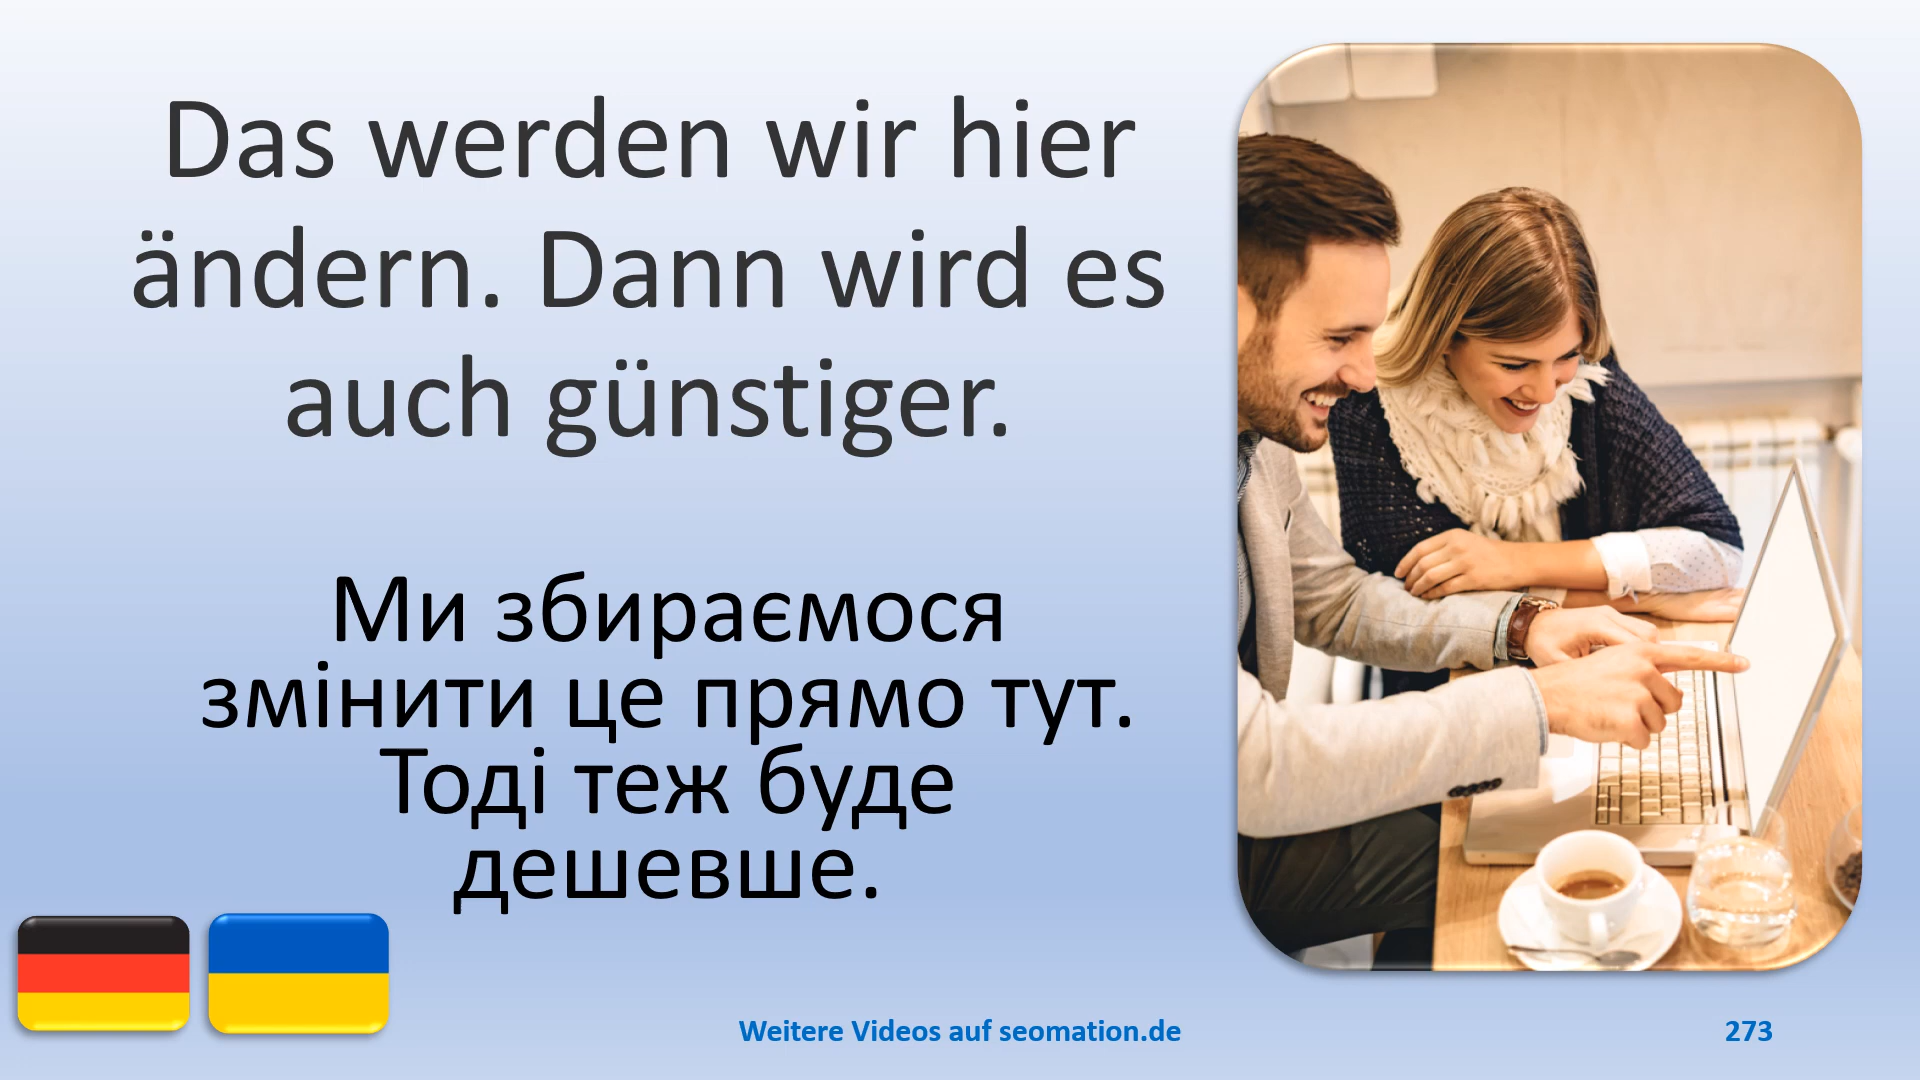 Das werden wir hier
ändern. Dann wird es
auch günstiger.
Ми збираємося
змінити це прямо тут.
Тоді теж буде
дешевше.
Weitere Videos auf seomation.de
273